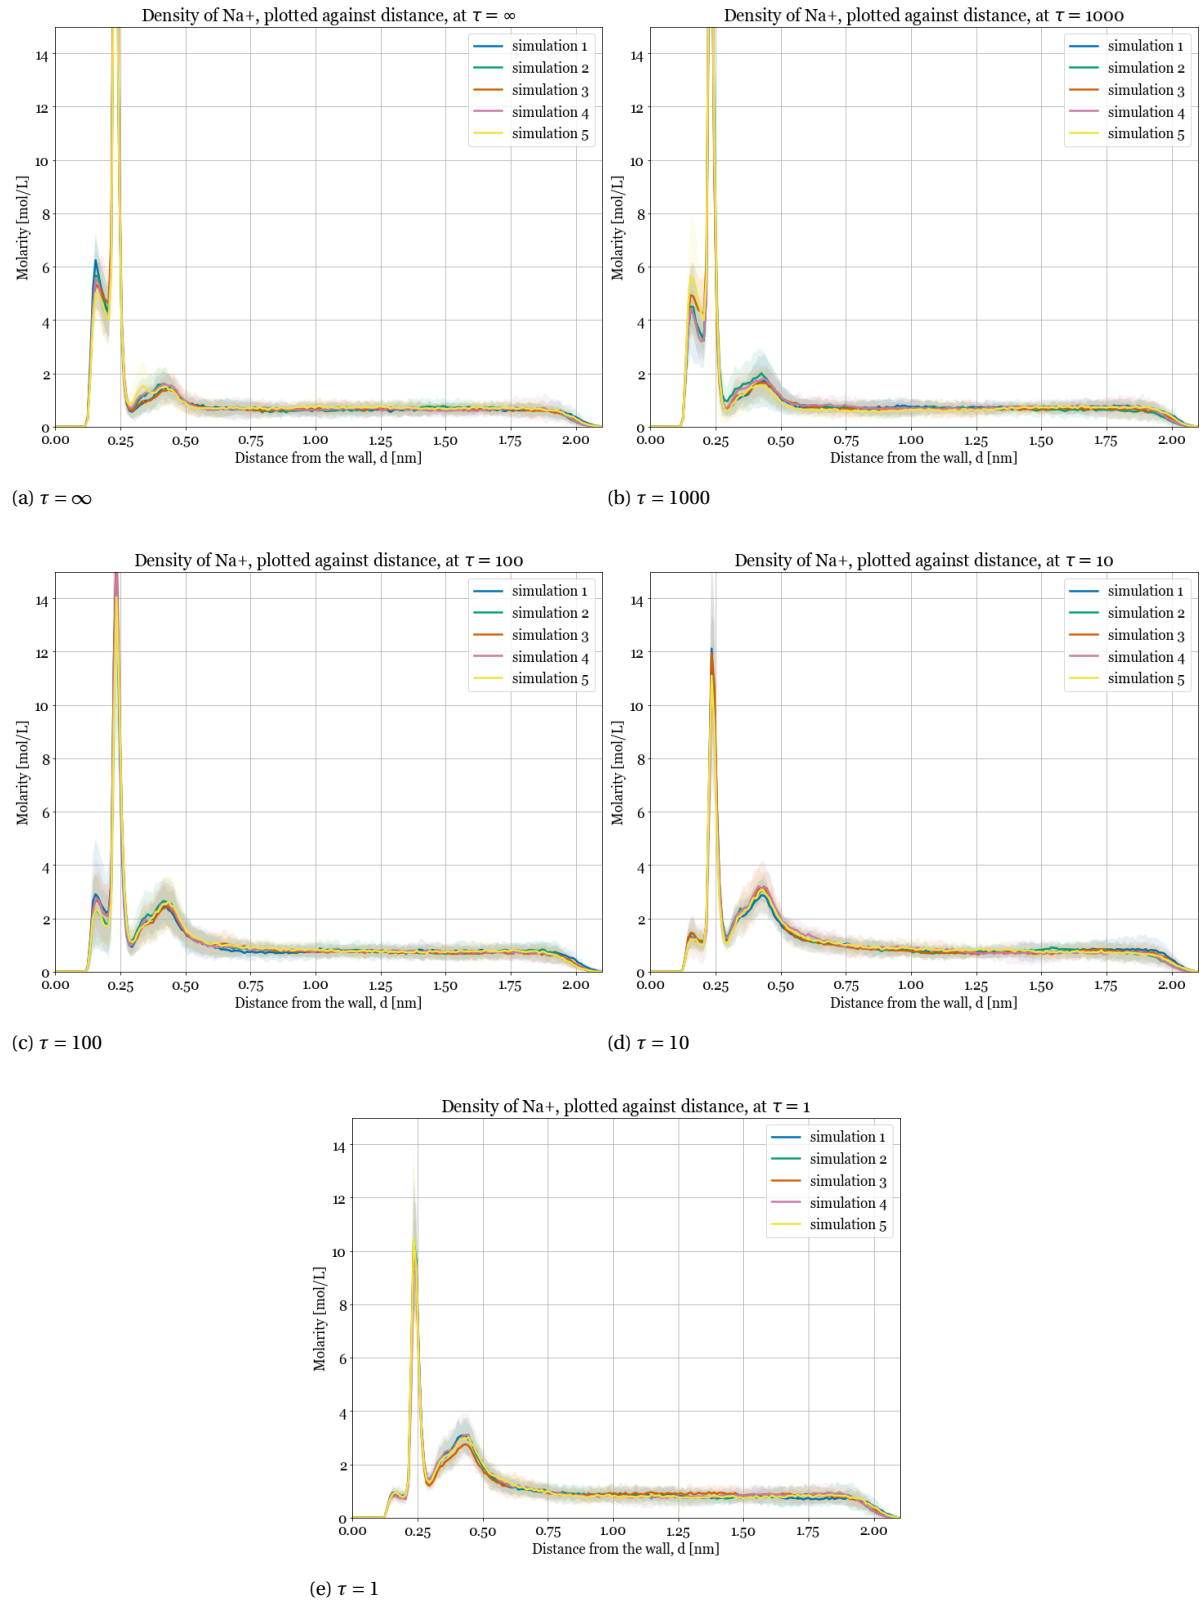 Density of Na+, plotted against distance, at τ = ∞
Molarity [mol/L]
14
12
10
8
6
4
2
0
simulation 1
simulation 2
simulation 3
simulation 4
simulation 5
0.00 0.25 0.50 0.75 1.00 1.25 1.50 1.75 2.00
Distance from the wall, d [nm]
(a) τ = ∞
Density of Na+, plotted against distance, at τ = 1000
Molarity [mol/L]
14
12
10
8
6
4
2
0
simulation 1
simulation 2
simulation 3
simulation 4
simulation 5
0.00 0.25 0.50 0.75 1.00 1.25 1.50 1.75 2.00
Distance from the wall, d [nm]
(b) τ = 1000
Density of Na+, plotted against distance, at τ = 100
Molarity [mol/L]
14
12
10
8
6
4
2
0
simulation 1
simulation 2
simulation 3
simulation 4
simulation 5
0.00 0.25 0.50 0.75 1.00 1.25 1.50 1.75 2.00
Distance from the wall, d [nm]
(c) τ = 100
Density of Na+, plotted against distance, at τ = 10
Molarity [mol/L]
14
12
10
8
6
4
2
0
simulation 1
simulation 2
simulation 3
simulation 4
simulation 5
0.00 0.25 0.50 0.75 1.00 1.25 1.50 1.75 2.00
Distance from the wall, d [nm]
(d) τ = 10
Density of Na+, plotted against distance, at τ = 1
Molarity [mol/L]
14
12
10
8
6
4
2
0
simulation 1
simulation 2
simulation 3
simulation 4
simulation 5
0.00 0.25 0.50 0.75 1.00 1.25 1.50 1.75 2.00
Distance from the wall, d [nm]
(e) τ = 1